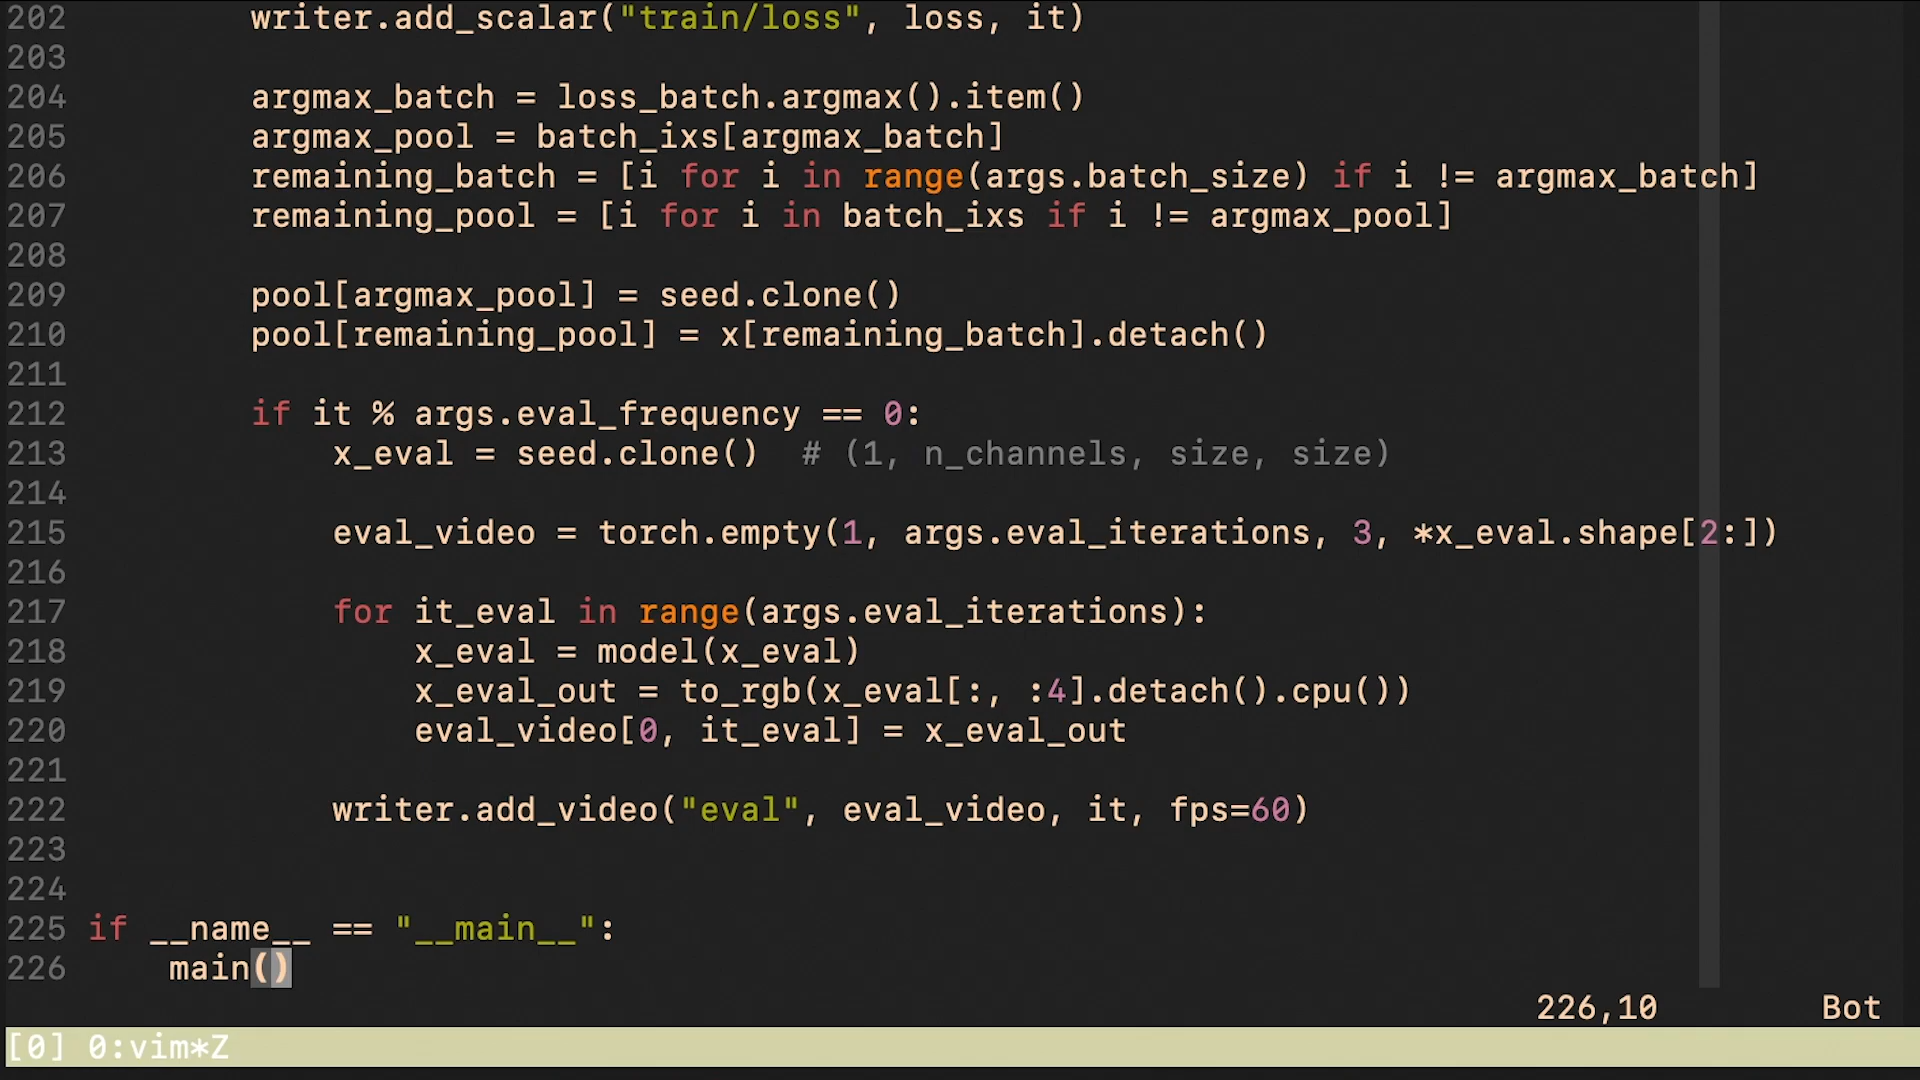 202         writer.add_scalar("train/loss", loss, it)
203
204         argmax_batch = loss_batch.argmax().item()
205         argmax_pool = batch_ixs[argmax_batch]
206         remaining_batch = [i for i in range(args.batch_size) if i != argmax_batch]
207         remaining_pool = [i for i in batch_ixs if i != argmax_pool]
208
209         pool[argmax_pool] = seed.clone()
210         pool[remaining_pool] = x[remaining_batch].detach()
211
212         if it % args.eval_frequency == 0:
213             x_eval = seed.clone()  # (1, n_channels, size, size)
214
215             eval_video = torch.empty(1, args.eval_iterations, 3, *x_eval.shape[2:])
216
217             for it_eval in range(args.eval_iterations):
218                 x_eval = model(x_eval)
219                 x_eval_out = to_rgb(x_eval[:, :4].detach().cpu())
220                 eval_video[0, it_eval] = x_eval_out
221
222             writer.add_video("eval", eval_video, it, fps=60)
223
224
225 if __name__ == "__main__":
226     main()
226,10 Bot
[0] 0:vim*Z